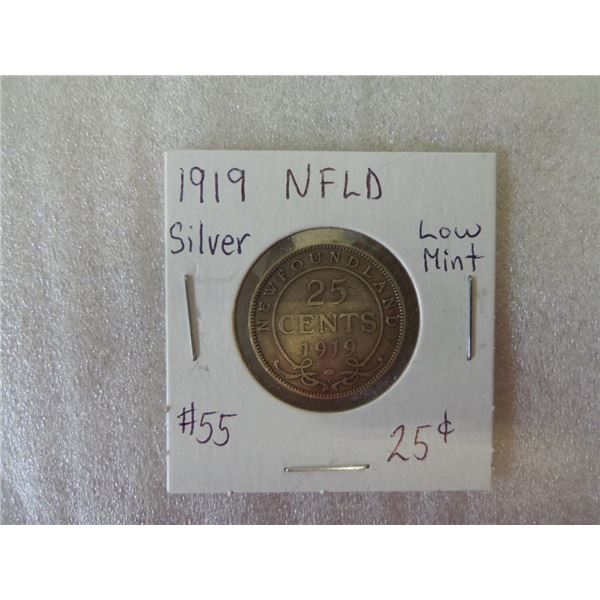 1919 NFLD
Silver
Low
Mint
NEWFOUNDLAND
25
CENTS
1919
#55
25¢